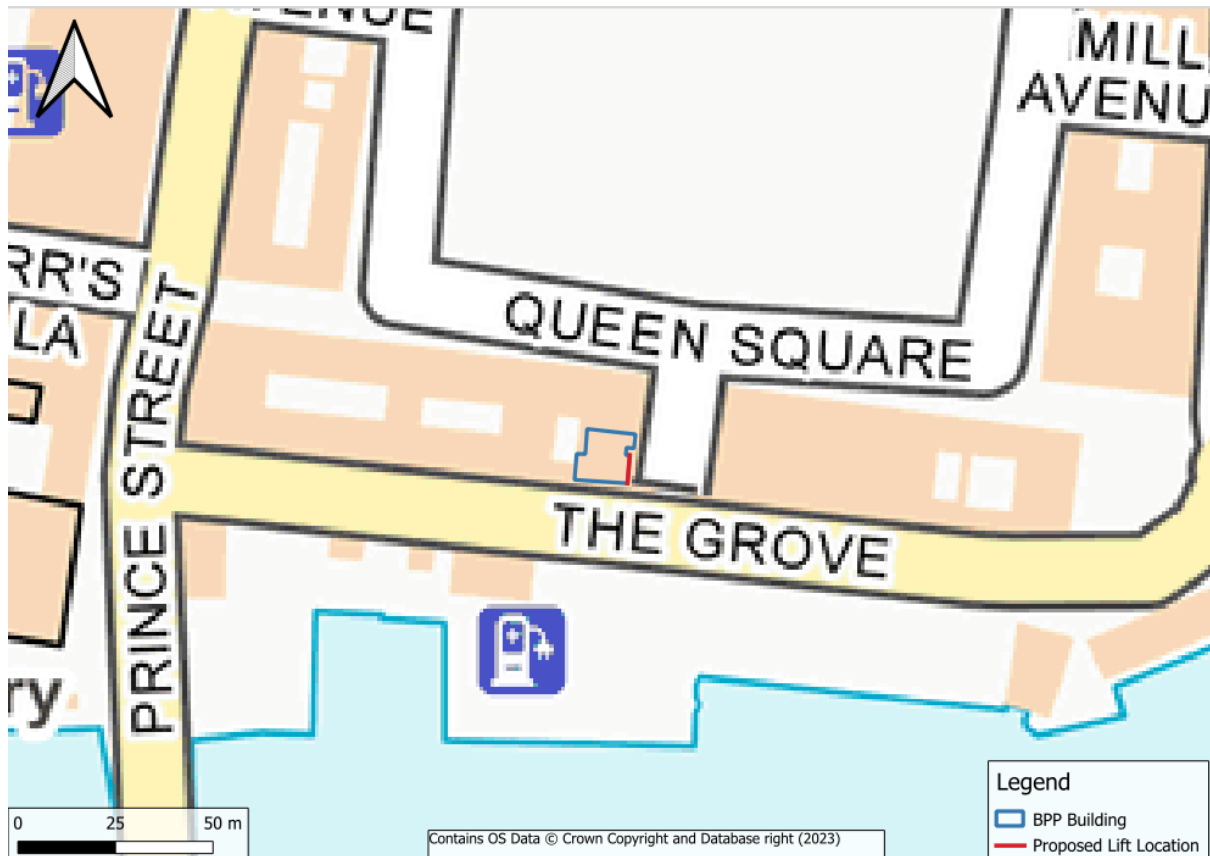 MILL
AVENU
RR'S
LA
QUEEN SQUARE
PRINCE STREET
THE GROVE
ry
Legend
BPP Building
Proposed Lift Location
0 25 50 m
Contains OS Data © Crown Copyright and Database right (2023)